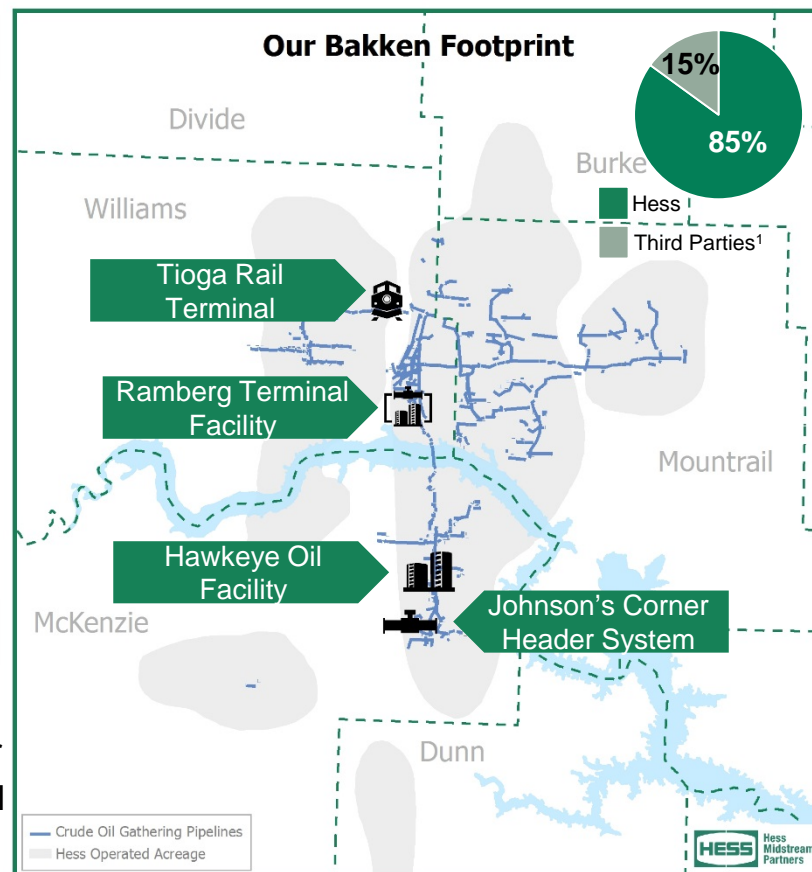 Our Bakken Footprint
15%
85%
Divide
Burke
Williams
Hess
Third Parties¹
Tioga Rail
Terminal
Ramberg Terminal
Facility
Mountrail
Hawkeye Oil
Facility
McKenzie
Johnson's Corner
Header System
Dunn
Crude Oil Gathering Pipelines
Hess Operated Acreage
HESS
Hess
Midstream
Partners